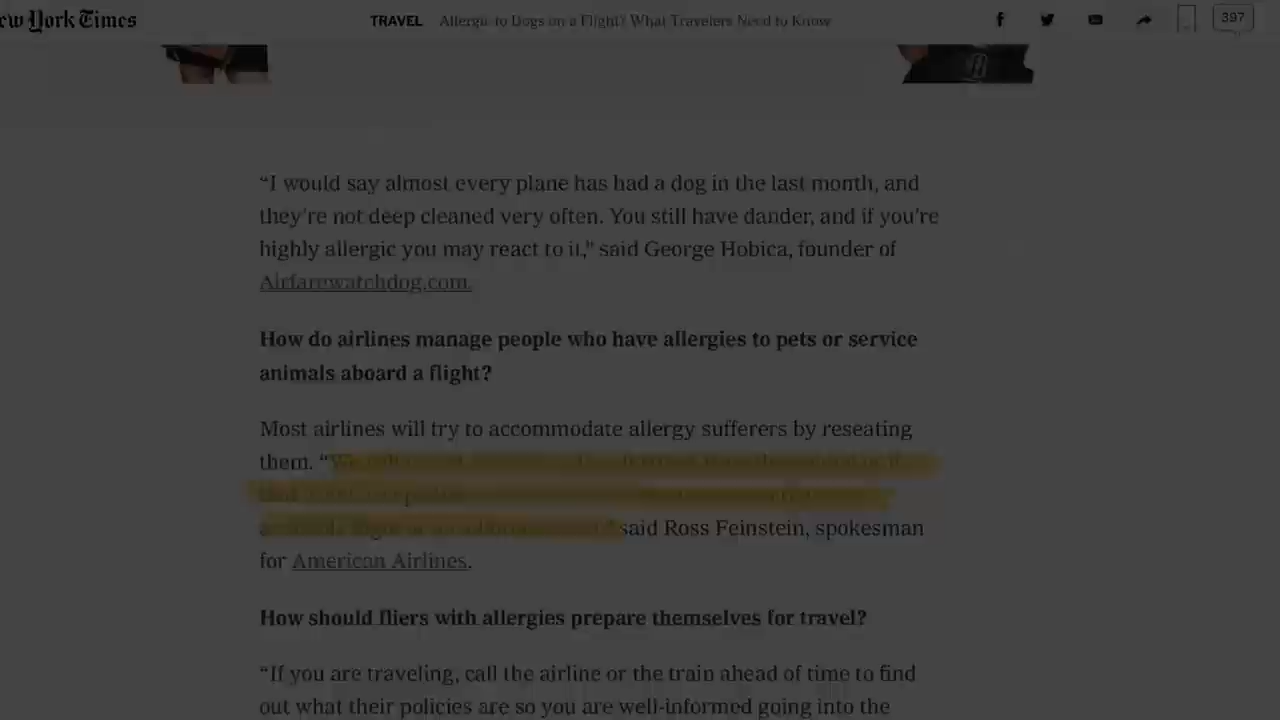 ew York Times
TRAVEL Allergic to Dogs on a Flight? What Travelers Need to Know
397
“I would say almost every plane has had a dog in the last month, and
they’re not deep cleaned very often. You still have dander, and if you’re
highly allergic you may react to it,” said George Hobica, founder of
Airfarewatchdog.com.
How do airlines manage people who have allergies to pets or service
animals aboard a flight?
Most airlines will try to accommodate allergy sufferers by reseating
them. “We
said Ross Feinstein, spokesman
for American Airlines.
How should fliers with allergies prepare themselves for travel?
“If you are traveling, call the airline or the train ahead of time to find
out what their policies are so you are well-informed going into the